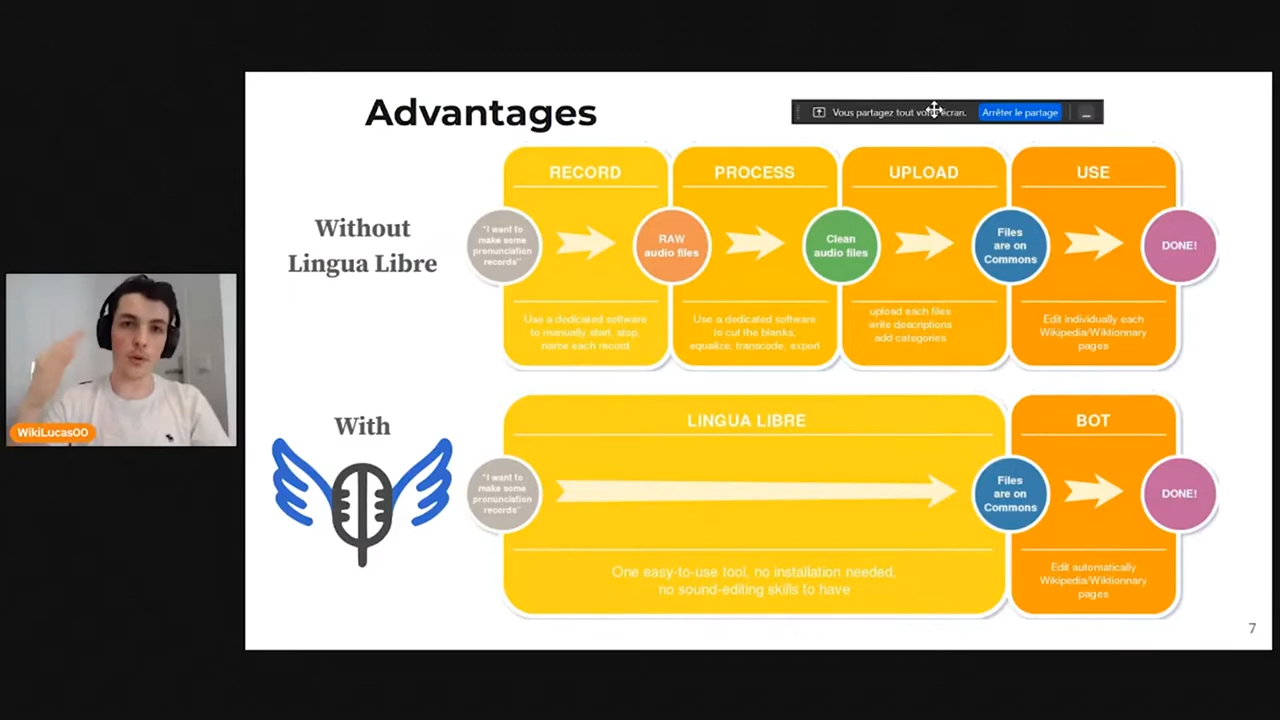 Advantages
Vous partagez tout votre écran.
Arrêter le partage
Without
Lingua Libre
RECORD
PROCESS
UPLOAD
USE
"I want to
make some
pronunciation
records"
RAW
audio files
Clean
audio files
Files
are on
Commons
DONE!
Use a dedicated software
to manually start, stop,
name each record
Use a dedicated software
to cut the blanks,
equalize, transcode, export
upload each files
write descriptions
add categories
Edit individually each
Wikipedia/Wiktionnary
pages
WikiLucas00
With
LINGUA LIBRE
BOT
"I want to
make some
pronunciation
records"
Files
are on
Commons
DONE!
One easy-to-use tool, no installation needed,
no sound-editing skills to have
Edit automatically
Wikipedia/Wiktionnary
pages
7